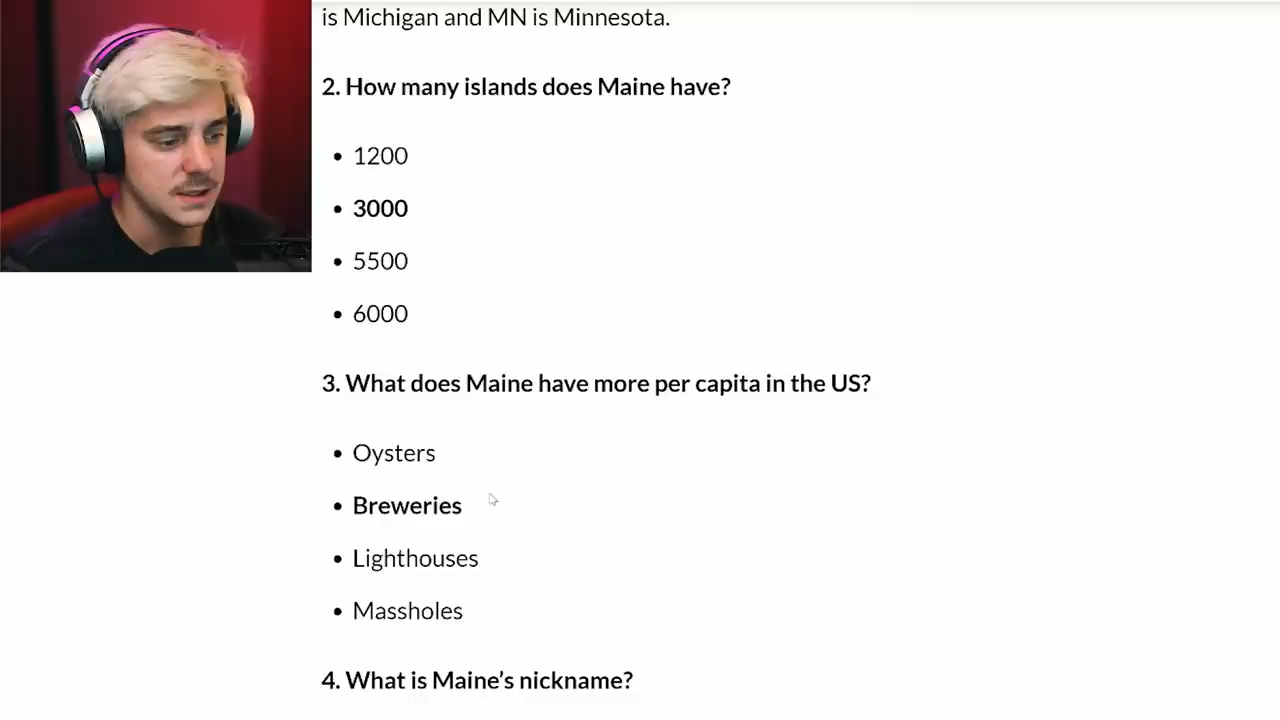 is Michigan and MN is Minnesota.
2. How many islands does Maine have?
• 1200
• 3000
• 5500
• 6000
3. What does Maine have more per capita in the US?
• Oysters
• Breweries
• Lighthouses
• Massholes
4. What is Maine’s nickname?